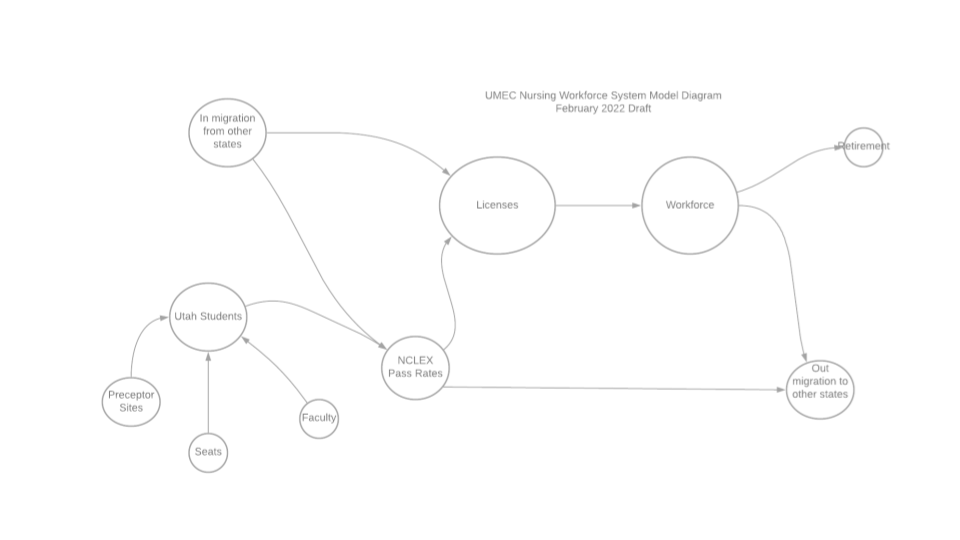 UMEC Nursing Workforce System Model Diagram
February 2022 Draft
In migration
from other
states
Retirement
Licenses
Workforce
Utah Students
NCLEX
Pass Rates
Out
migration to
other states
Preceptor
Sites
Faculty
Seats